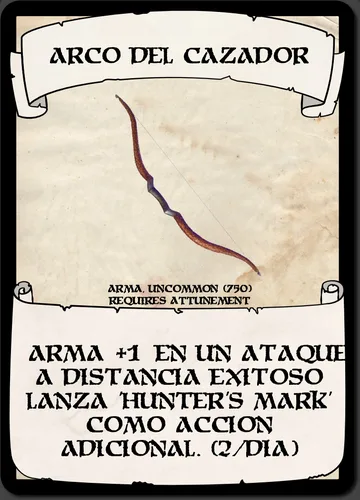 ARCO DEL CAZADOR
ARMA, UNCOMMON (750)
REQUIRES ATTUNEMENT
ARMA +1 EN UN ATAQUE
A DISTANCIA EXITOSO
LANZA 'HUNTER'S MARK'
COMO ACCION
ADICIONAL. (2/DIA)